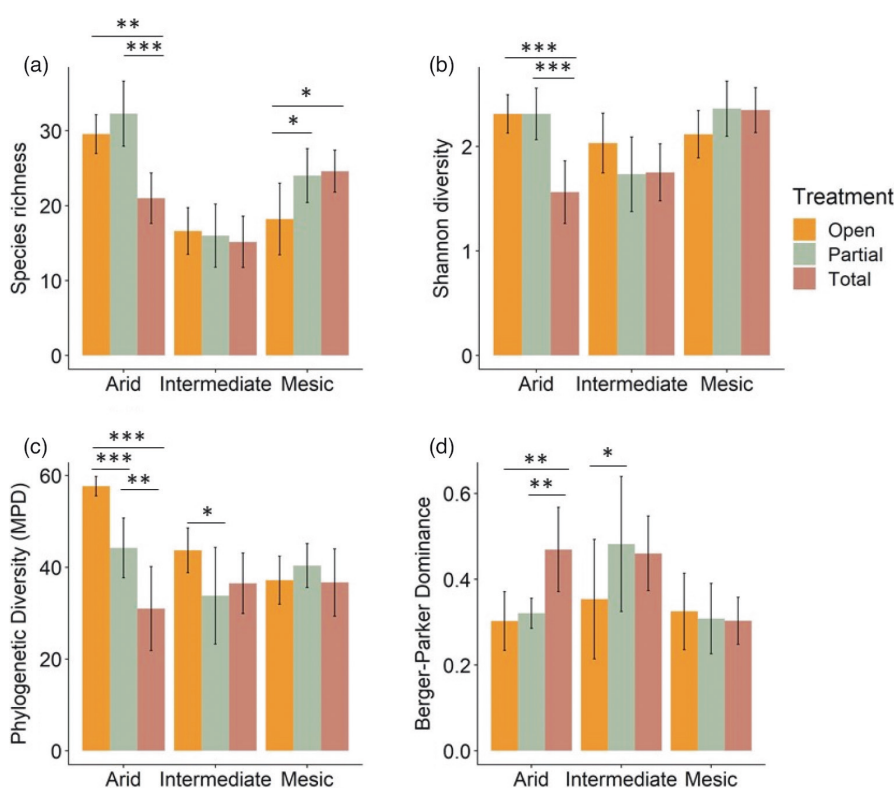 (a)
**
***
*
*
Species richness
30
20
10
0
Arid Intermediate Mesic
(b)
***
***
Shannon diversity
2
1
0
Arid Intermediate Mesic
Treatment
Open
Partial
Total
(c)
***
***
**
*
Phylogenetic Diversity (MPD)
60
40
20
0
Arid Intermediate Mesic
(d)
**
**
*
Berger-Parker Dominance
0.6
0.4
0.2
0.0
Arid Intermediate Mesic